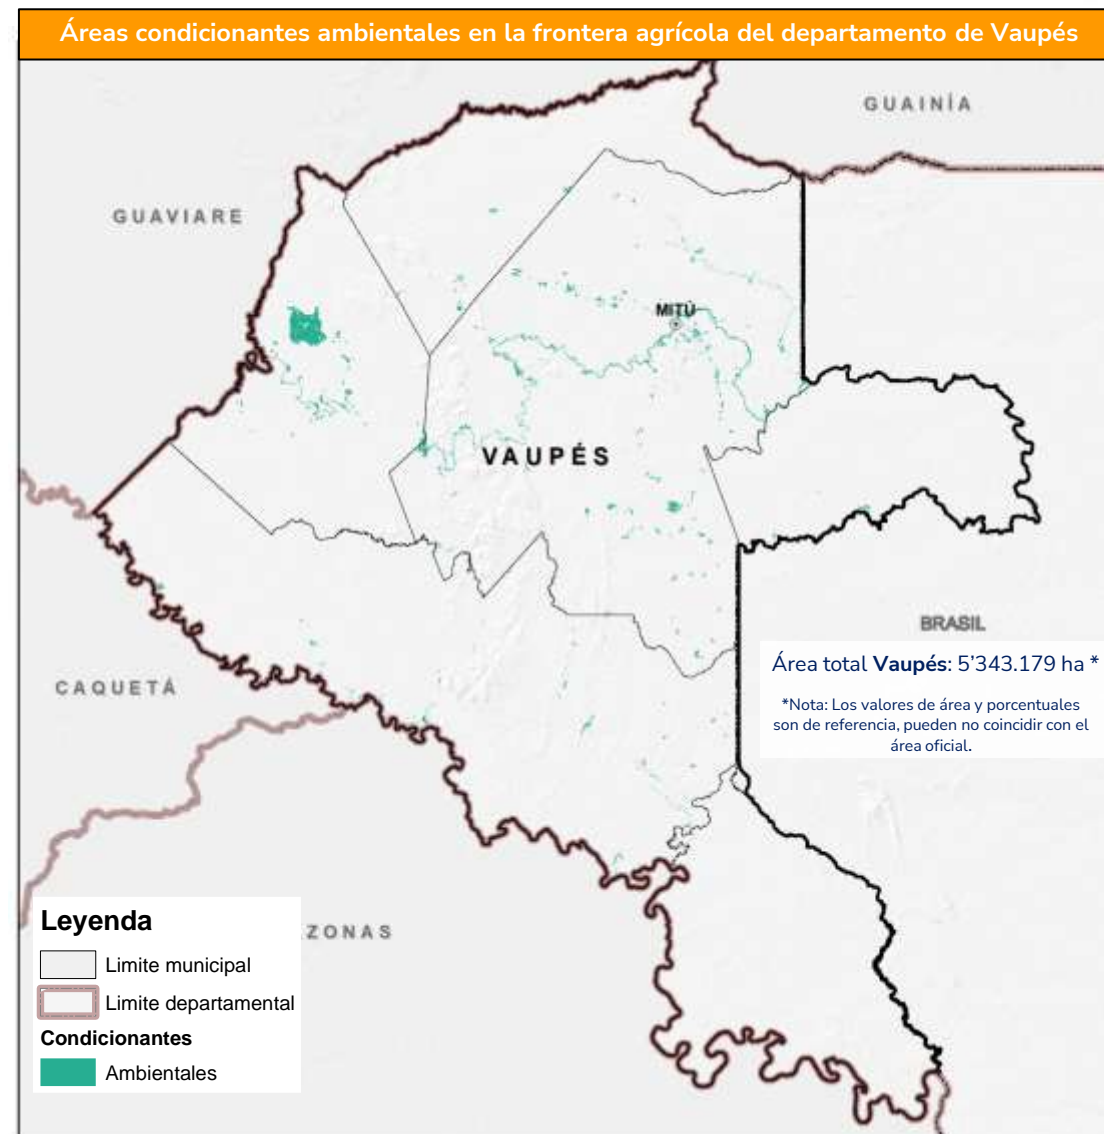 Áreas condicionantes ambientales en la frontera agrícola del departamento de Vaupés
GUAINÍA
GUAVIARE
MITÚ
VAUPÉS
BRASIL
Área total Vaupés: 5'343.179 ha *
*Nota: Los valores de área y porcentuales
son de referencia, pueden no coincidir con el
área oficial.
CAQUETÁ
ZONAS
Leyenda
Limite municipal
Limite departamental
Condicionantes
Ambientales